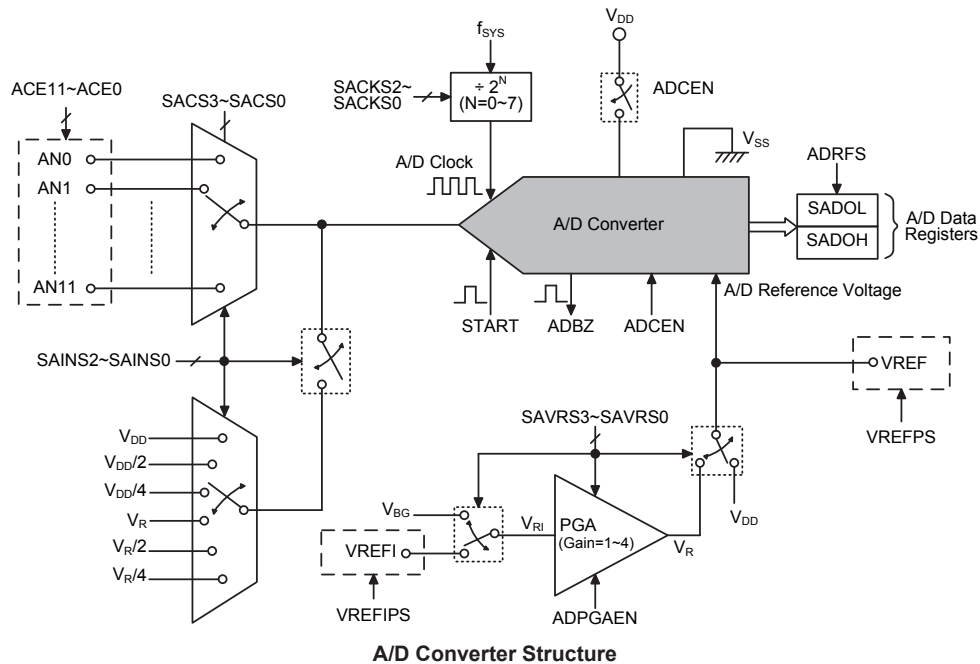 V_DD
f_SYS
÷ 2^N
(N=0~7)
SACKS2~
SACKS0
ADCEN
ACE11~ACE0
SACS3~SACS0
V_SS
A/D Clock
ADRFS
AN0
AN1
AN11
A/D Converter
SADOL
SADOH
A/D Data
Registers
A/D Reference Voltage
START
ADBZ
ADCEN
SAINS2~SAINS0
VREF
VREFPS
SAVRS3~SAVRS0
V_DD
V_DD/2
V_DD/4
V_R
V_R/2
V_R/4
V_BG
VREFI
V_RI
PGA
(Gain=1~4)
V_R
V_DD
VREFIPS
ADPGAEN
A/D Converter Structure